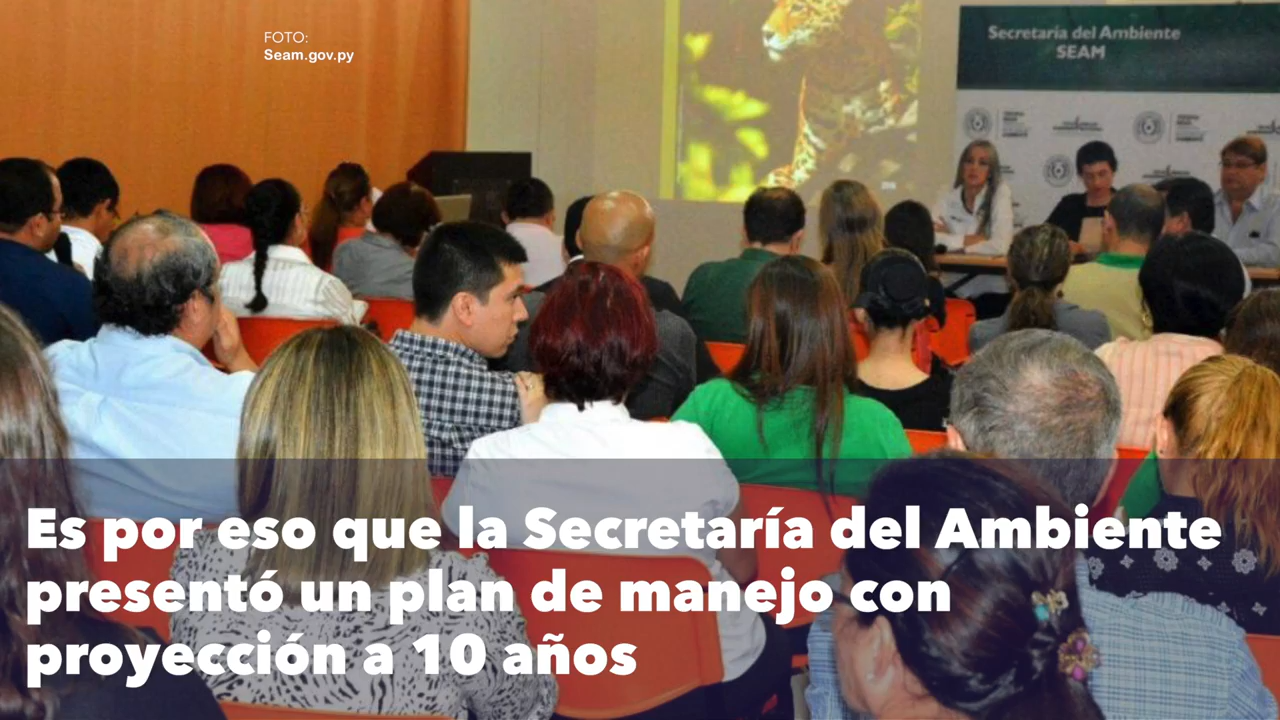 FOTO:
Seam.gov.py
Secretaría del Ambiente
SEAM
Es por eso que la Secretaría del Ambiente
presentó un plan de manejo con
proyección a 10 años